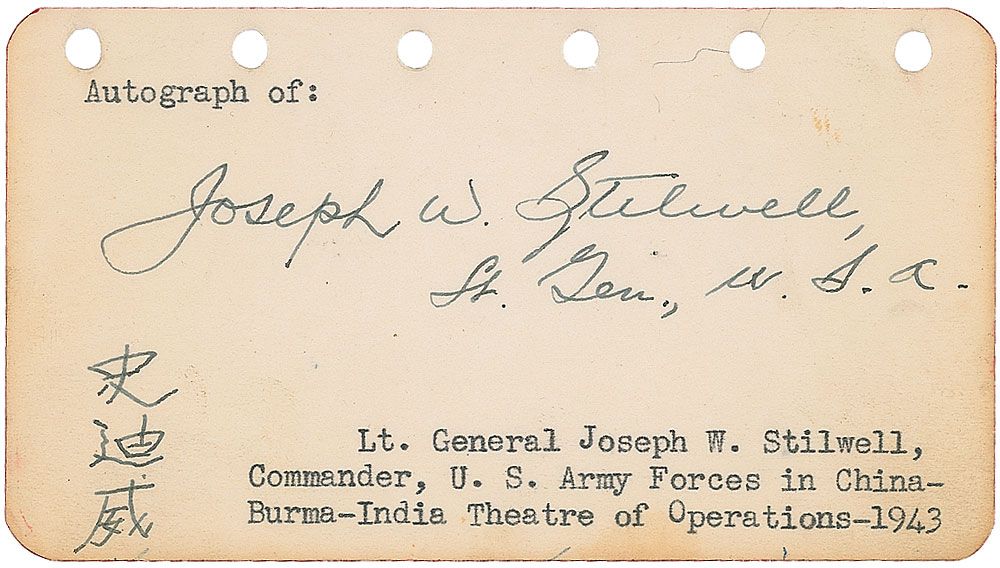 Autograph of:
Joseph W. Stilwell,
Lt. Gen., U. S. A.
史
迪
威
Lt. General Joseph W. Stilwell,
Commander, U. S. Army Forces in China-
Burma-India Theatre of Operations-1943